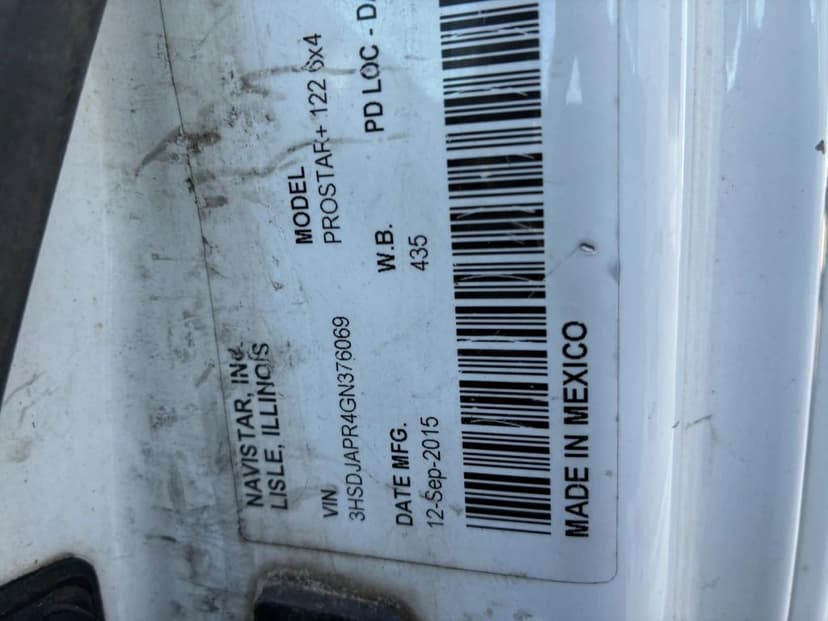 NAVISTAR, INC.
LISLE, ILLINOIS
VIN
3HSDJAPR4GN376069
MODEL
PROSTAR+ 122 6x4
DATE MFG.
12-Sep-2015
W.B.
435
PD LOC -
MADE IN MEXICO